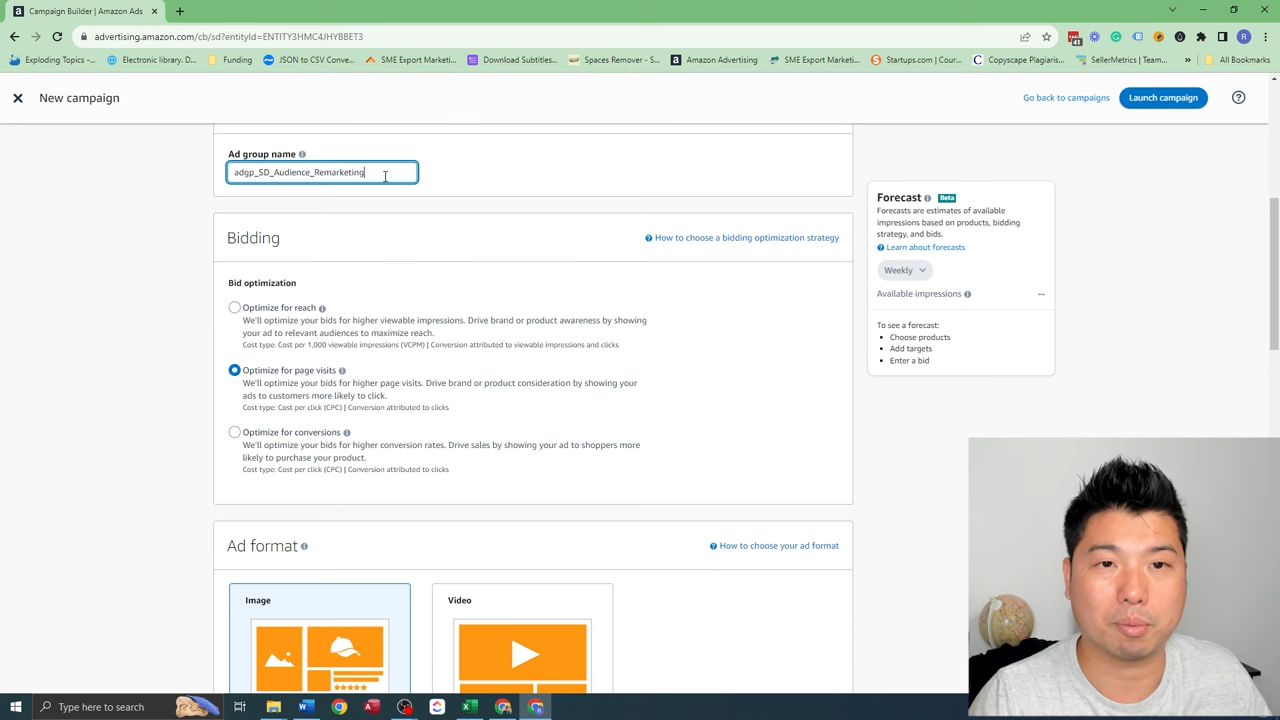 Campaign Builder | Amazon Ads
advertising.amazon.com/cb/sd?entityId=ENTITY3HMC4JHYBBET3
41
R
Exploding Topics -...
Electronic library. D...
Funding
JSON to CSV Conve...
SME Export Marketi...
Download Subtitles...
Spaces Remover - S...
Amazon Advertising
SME Export Marketi...
Startups.com | Cour...
Copyscape Plagiaris...
SellerMetrics | Team...
»
All Bookmarks
New campaign
Go back to campaigns
Launch campaign
Ad group name
adgp_SD_Audience_Remarketing
Bidding
How to choose a bidding optimization strategy
Bid optimization
Optimize for reach
We'll optimize your bids for higher viewable impressions. Drive brand or product awareness by showing
your ad to relevant audiences to maximize reach.
Cost type: Cost per 1,000 viewable impressions (VCPM) | Conversion attributed to viewable impressions and clicks
Optimize for page visits
We'll optimize your bids for higher page visits. Drive brand or product consideration by showing your
ads to customers more likely to click.
Cost type: Cost per click (CPC) | Conversion attributed to clicks
Optimize for conversions
We'll optimize your bids for higher conversion rates. Drive sales by showing your ad to shoppers more
likely to purchase your product.
Cost type: Cost per click (CPC) | Conversion attributed to clicks
Ad format
How to choose your ad format
Image
Video
Forecast Beta
Forecasts are estimates of available
impressions based on products, bidding
strategy, and bids.
Learn about forecasts
Weekly
Available impressions --
To see a forecast:
• Choose products
• Add targets
• Enter a bid
Type here to search